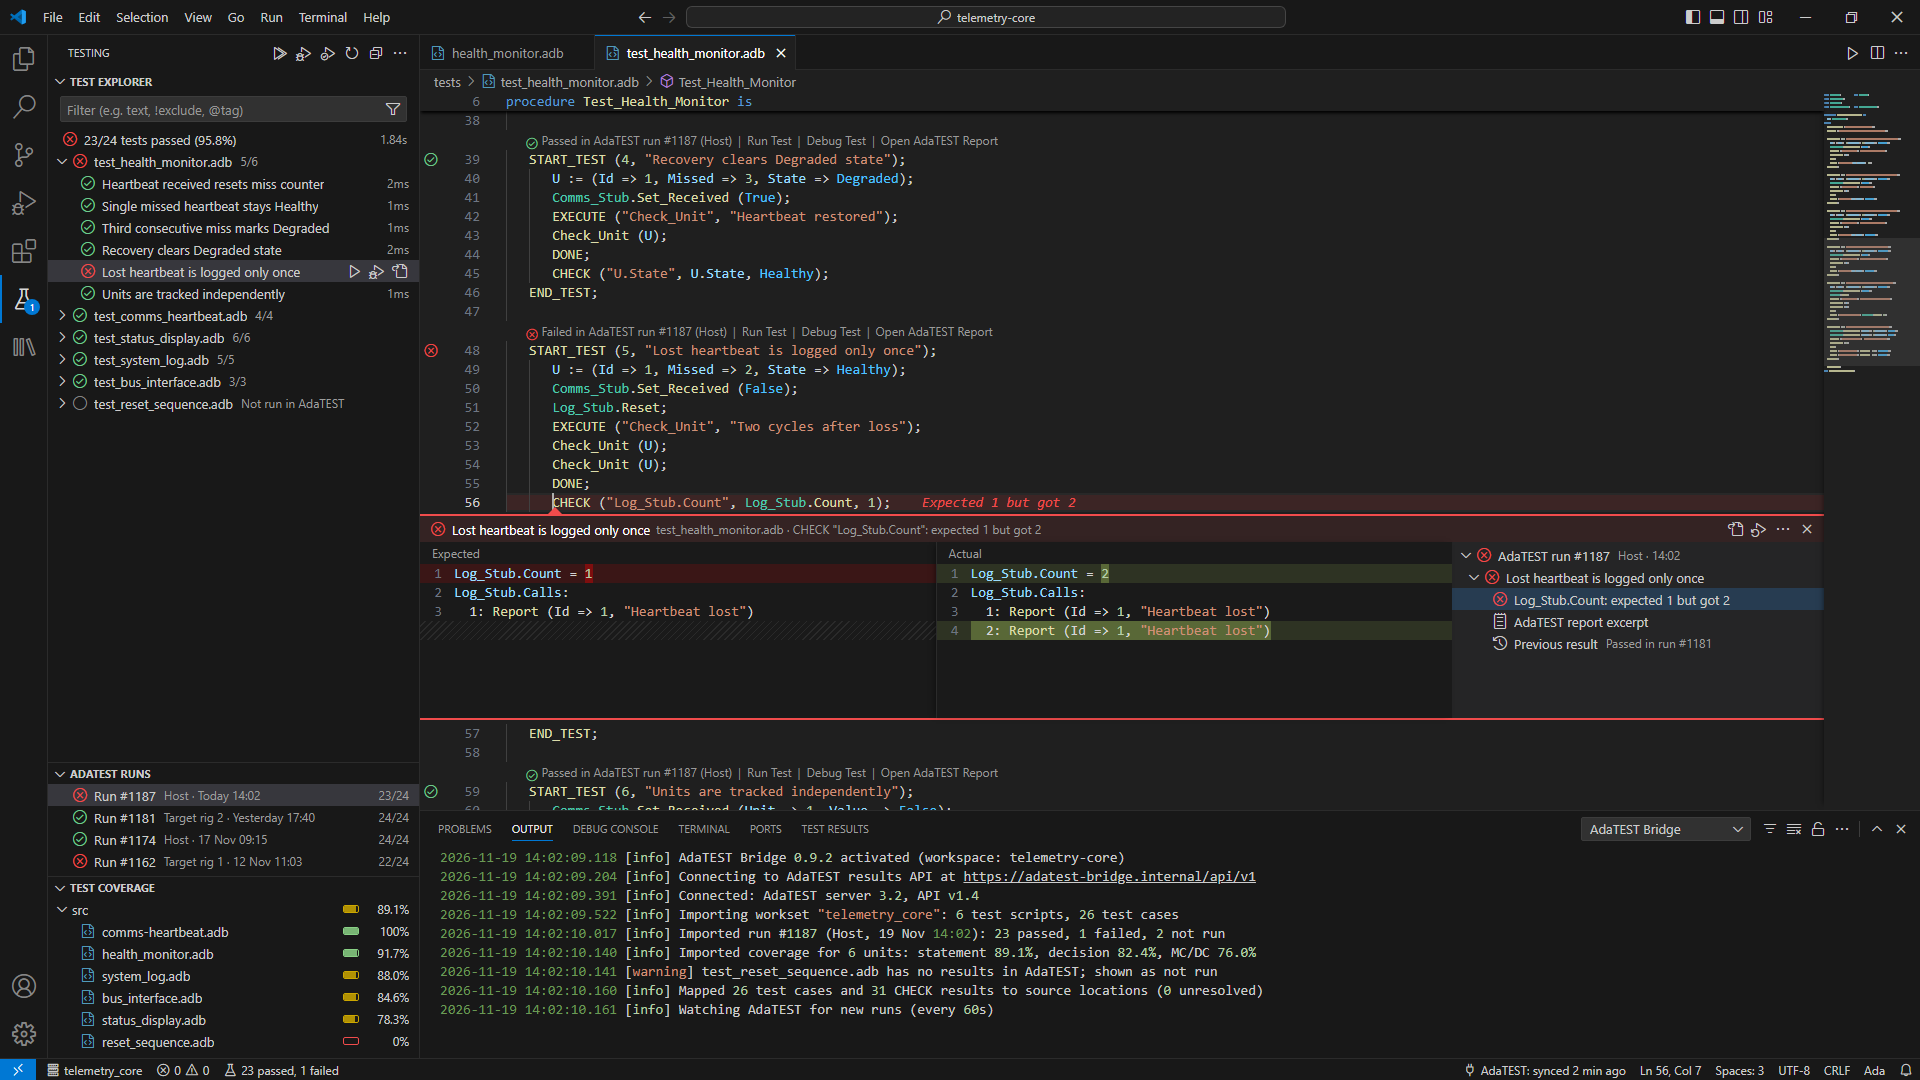 File Edit Selection View Go Run Terminal Help
telemetry-core
TESTING
TEST EXPLORER
Filter (e.g. text, !exclude, @tag)
23/24 tests passed (95.8%) 1.84s
test_health_monitor.adb 5/6
Heartbeat received resets miss counter 2ms
Single missed heartbeat stays Healthy 1ms
Third consecutive miss marks Degraded 1ms
Recovery clears Degraded state 2ms
Lost heartbeat is logged only once
Units are tracked independently 1ms
test_comms_heartbeat.adb 4/4
test_status_display.adb 6/6
test_system_log.adb 5/5
test_bus_interface.adb 3/3
test_reset_sequence.adb Not run in AdaTEST
1
ADATEST RUNS
Run #1187 Host · Today 14:02 23/24
Run #1181 Target rig 2 · Yesterday 17:40 24/24
Run #1174 Host · 17 Nov 09:15 24/24
Run #1162 Target rig 1 · 12 Nov 11:03 22/24
TEST COVERAGE
src 89.1%
comms-heartbeat.adb 100%
health_monitor.adb 91.7%
system_log.adb 88.0%
bus_interface.adb 84.6%
status_display.adb 78.3%
reset_sequence.adb 0%
health_monitor.adb test_health_monitor.adb
tests test_health_monitor.adb Test_Health_Monitor
6 procedure Test_Health_Monitor is
38
Passed in AdaTEST run #1187 (Host) | Run Test | Debug Test | Open AdaTEST Report
39 START_TEST (4, "Recovery clears Degraded state");
40 U := (Id => 1, Missed => 3, State => Degraded);
41 Comms_Stub.Set_Received (True);
42 EXECUTE ("Check_Unit", "Heartbeat restored");
43 Check_Unit (U);
44 DONE;
45 CHECK ("U.State", U.State, Healthy);
46 END_TEST;
47
Failed in AdaTEST run #1187 (Host) | Run Test | Debug Test | Open AdaTEST Report
48 START_TEST (5, "Lost heartbeat is logged only once");
49 U := (Id => 1, Missed => 2, State => Healthy);
50 Comms_Stub.Set_Received (False);
51 Log_Stub.Reset;
52 EXECUTE ("Check_Unit", "Two cycles after loss");
53 Check_Unit (U);
54 Check_Unit (U);
55 DONE;
56 CHECK ("Log_Stub.Count", Log_Stub.Count, 1); Expected 1 but got 2
Lost heartbeat is logged only once test_health_monitor.adb · CHECK "Log_Stub.Count": expected 1 but got 2
Expected
1 Log_Stub.Count = 1
2 Log_Stub.Calls:
3 1: Report (Id => 1, "Heartbeat lost")
Actual
1 Log_Stub.Count = 2
2 Log_Stub.Calls:
3 1: Report (Id => 1, "Heartbeat lost")
4 2: Report (Id => 1, "Heartbeat lost")
AdaTEST run #1187 Host · 14:02
Lost heartbeat is logged only once
Log_Stub.Count: expected 1 but got 2
AdaTEST report excerpt
Previous result Passed in run #1181
57 END_TEST;
58
Passed in AdaTEST run #1187 (Host) | Run Test | Debug Test | Open AdaTEST Report
59 START_TEST (6, "Units are tracked independently");
60 Comms_Stub.Set_Received (Unit => 1, Value => False);
PROBLEMS OUTPUT DEBUG CONSOLE TERMINAL PORTS TEST RESULTS AdaTEST Bridge
2026-11-19 14:02:09.118 [info] AdaTEST Bridge 0.9.2 activated (workspace: telemetry-core)
2026-11-19 14:02:09.204 [info] Connecting to AdaTEST results API at https://adatest-bridge.internal/api/v1
2026-11-19 14:02:09.391 [info] Connected: AdaTEST server 3.2, API v1.4
2026-11-19 14:02:09.522 [info] Importing workset "telemetry_core": 6 test scripts, 26 test cases
2026-11-19 14:02:10.017 [info] Imported run #1187 (Host, 19 Nov 14:02): 23 passed, 1 failed, 2 not run
2026-11-19 14:02:10.140 [info] Imported coverage for 6 units: statement 89.1%, decision 82.4%, MC/DC 76.0%
2026-11-19 14:02:10.141 [warning] test_reset_sequence.adb has no results in AdaTEST; shown as not run
2026-11-19 14:02:10.160 [info] Mapped 26 test cases and 31 CHECK results to source locations (0 unresolved)
2026-11-19 14:02:10.161 [info] Watching AdaTEST for new runs (every 60s)
telemetry_core 0 0 23 passed, 1 failed AdaTEST: synced 2 min ago Ln 56, Col 7 Spaces: 3 UTF-8 CRLF Ada